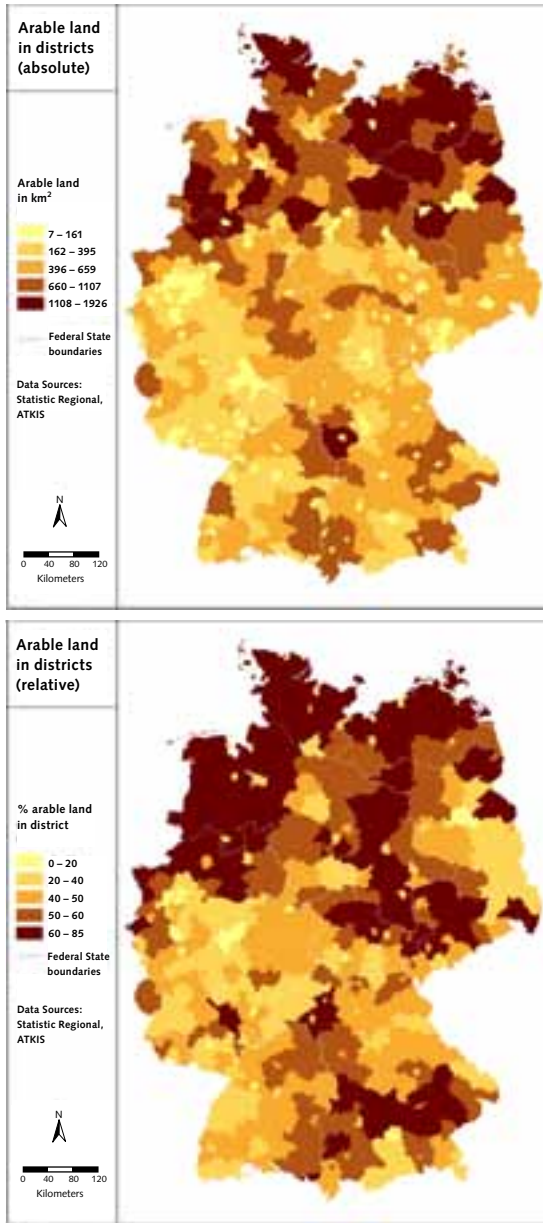 Arable land
in districts
(absolute)
Arable land
in km²
7 – 161
162 – 395
396 – 659
660 – 1107
1108 – 1926
Federal State
boundaries
Data Sources:
Statistic Regional,
ATKIS
N
0 40 80 120
Kilometers
Arable land
in districts
(relative)
% arable land
in district
0 – 20
20 – 40
40 – 50
50 – 60
60 – 85
Federal State
boundaries
Data Sources:
Statistic Regional,
ATKIS
N
0 40 80 120
Kilometers